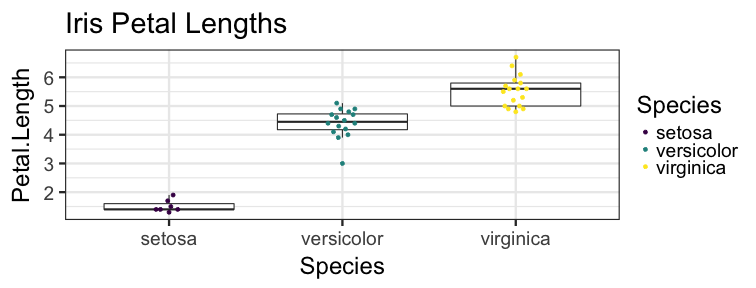 Iris Petal Lengths
Petal.Length
6
5
4
3
2
setosa
versicolor
virginica
Species
Species
setosa
versicolor
virginica